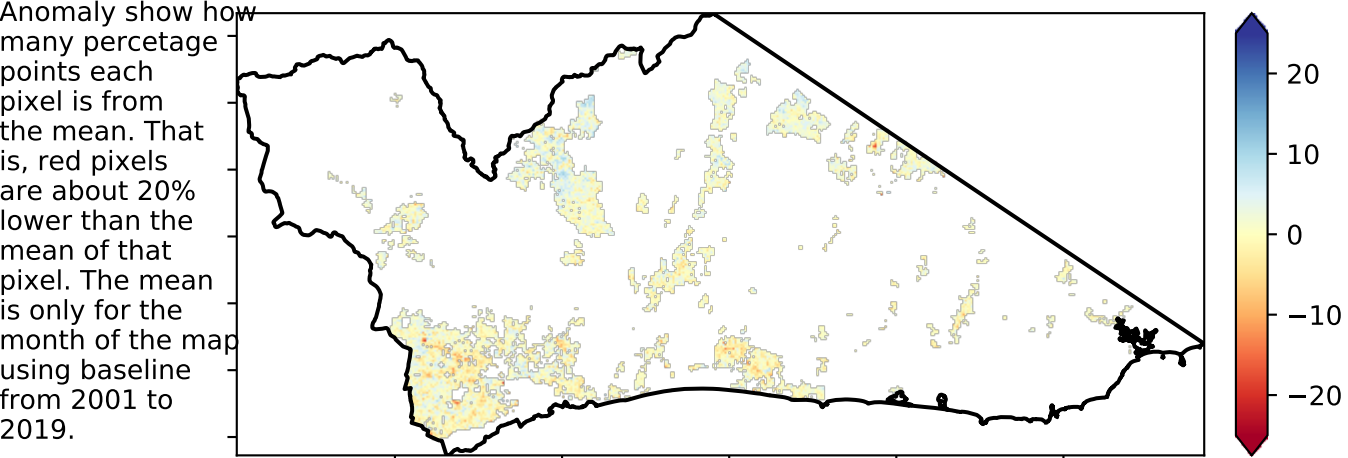 Anomaly show how
many percetage
points each
pixel is from
the mean. That
is, red pixels
are about 20%
lower than the
mean of that
pixel. The mean
is only for the
month of the map
using baseline
from 2001 to
2019.
20
10
0
−10
−20